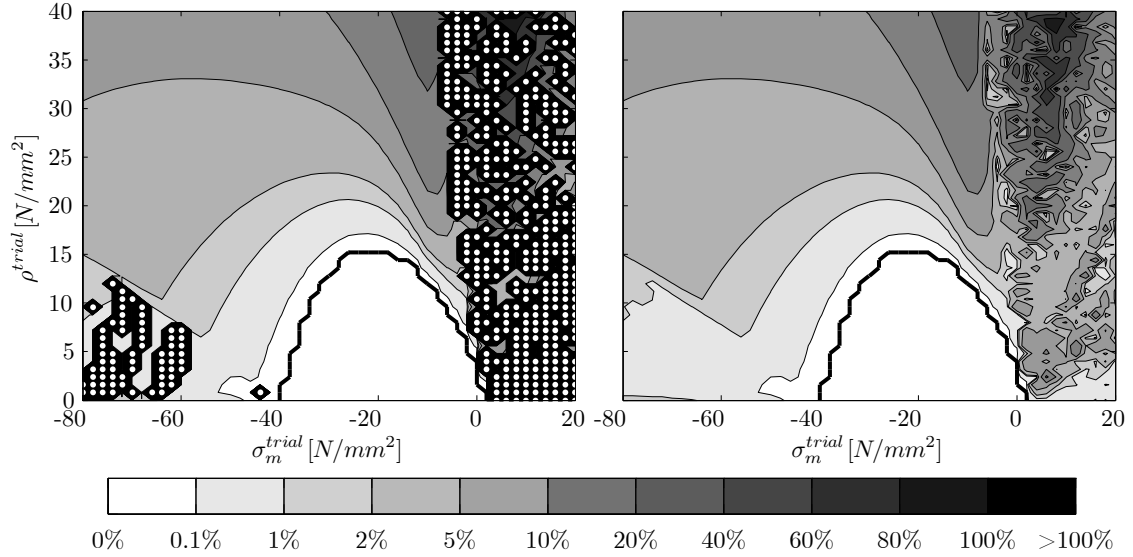 40
35
30
25
20
15
10
5
0
ρ^{trial} [N/mm^2]
-80 -60 -40 -20 0 20 -80 -60 -40 -20 0 20
σ_m^{trial} [N/mm^2] σ_m^{trial} [N/mm^2]
0% 0.1% 1% 2% 5% 10% 20% 40% 60% 80% 100% >100%